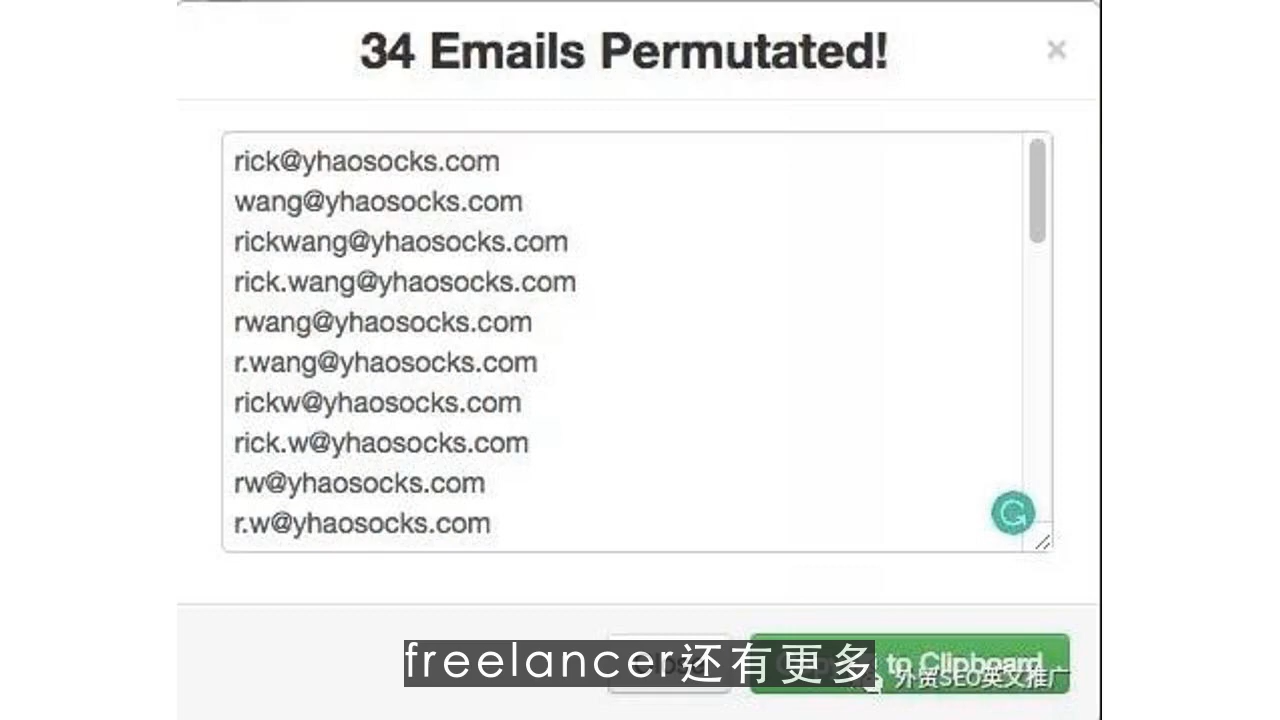 34 Emails Permutated!
×
rick@yhaosocks.com
wang@yhaosocks.com
rickwang@yhaosocks.com
rick.wang@yhaosocks.com
rwang@yhaosocks.com
r.wang@yhaosocks.com
rickw@yhaosocks.com
rick.w@yhaosocks.com
rw@yhaosocks.com
r.w@yhaosocks.com
to Clipboard
freelancer还有更多
外贸SEO英文推广